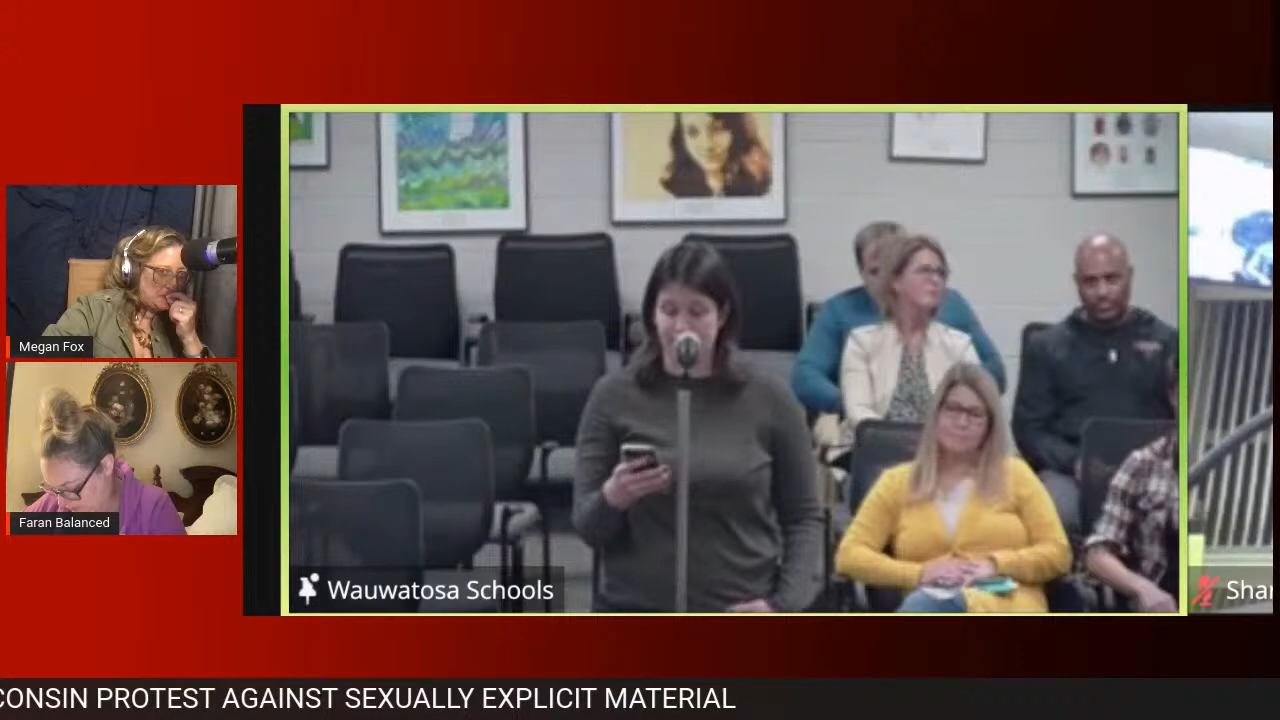 Megan Fox
Faran Balanced
Wauwatosa Schools
Shar
CONSIN PROTEST AGAINST SEXUALLY EXPLICIT MATERIAL